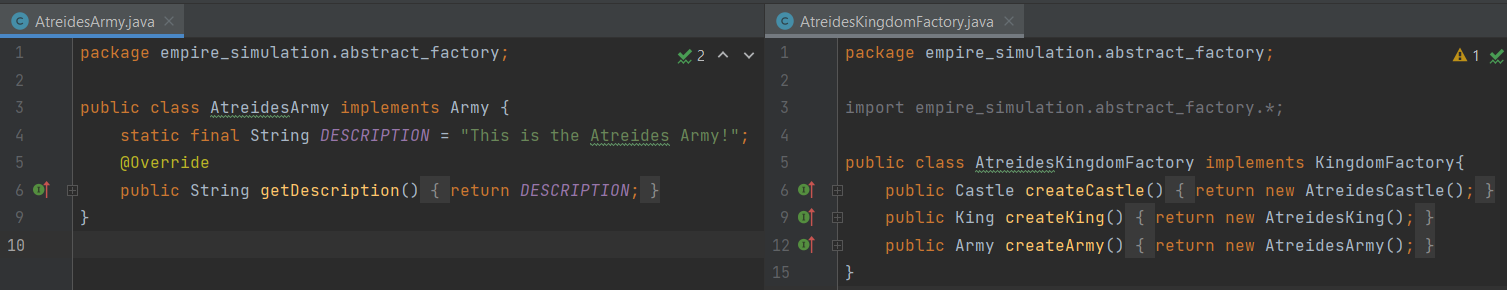 AtreidesArmy.java
1 package empire_simulation.abstract_factory;
2
3 public class AtreidesArmy implements Army {
4 static final String DESCRIPTION = "This is the Atreides Army!";
5 @Override
6 public String getDescription() { return DESCRIPTION; }
9 }
10
2
AtreidesKingdomFactory.java
1 package empire_simulation.abstract_factory;
2
3 import empire_simulation.abstract_factory.*;
4
5 public class AtreidesKingdomFactory implements KingdomFactory{
6 public Castle createCastle() { return new AtreidesCastle(); }
9 public King createKing() { return new AtreidesKing(); }
12 public Army createArmy() { return new AtreidesArmy(); }
15 }
1